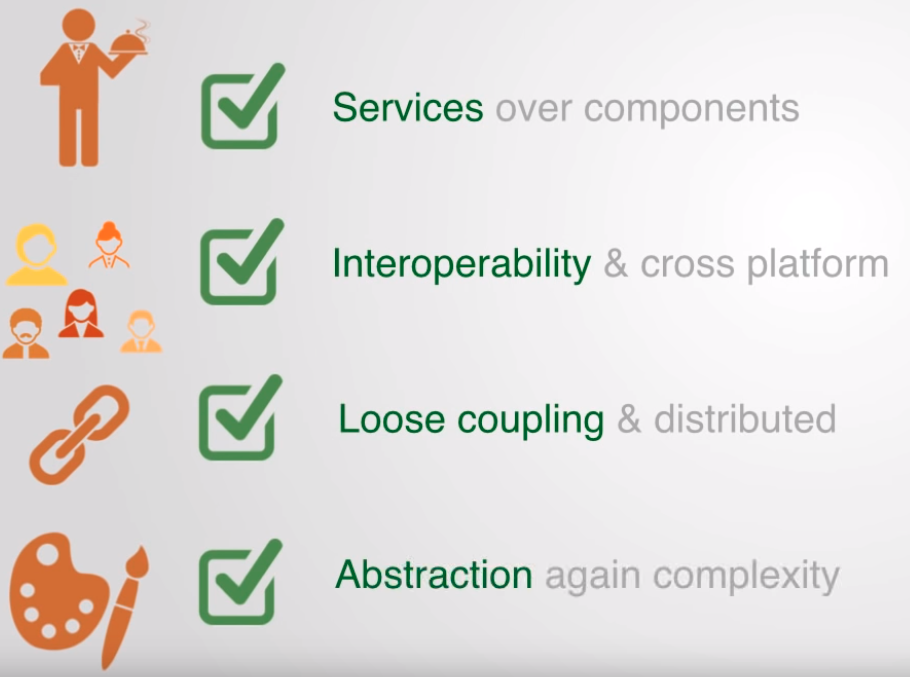 Services over components
Interoperability & cross platform
Loose coupling & distributed
Abstraction again complexity